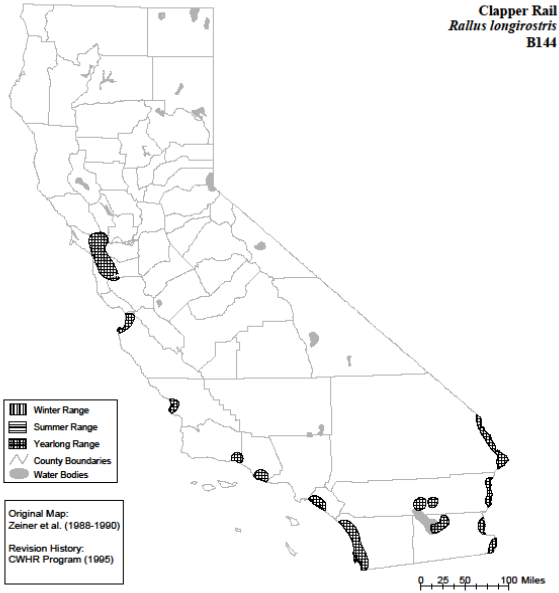 Clapper Rail
Rallus longirostris
B144
Winter Range
Summer Range
Yearlong Range
County Boundaries
Water Bodies
Original Map:
Zeiner et al. (1988-1990)
Revision History:
CWHR Program (1995)
0 25 50 100 Miles